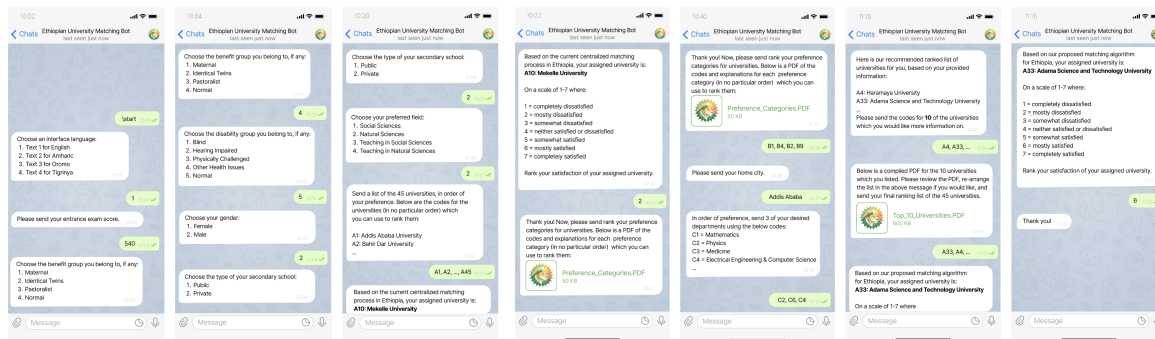 10:02
Chats Ethiopian University Matching Bot
last seen just now
\start
Choose an interface language:
1. Text 1 for English
2. Text 2 for Amharic
3. Text 3 for Oromo
4. Text 4 for Tigrinya
1
Please send your entrance exam score.
540
Choose the benefit group you belong to, if any:
1. Maternal
2. Identical Twins
3. Pastoralist
4. Normal
Message
10:04
Chats Ethiopian University Matching Bot
last seen just now
Choose the benefit group you belong to, if any:
1. Maternal
2. Identical Twins
3. Pastoralist
4. Normal
4
Choose the disability group you belong to, if any:
1. Blind
2. Hearing Impaired
3. Physically Challenged
4. Other Health Issues
5. Normal
5
Choose your gender:
1. Female
2. Male
2
Choose the type of your secondary school:
1. Public
2. Private
Message
10:20
Chats Ethiopian University Matching Bot
last seen just now
Choose the type of your secondary school:
1. Public
2. Private
2
Choose your preferred field:
1. Social Sciences
2. Natural Sciences
3. Teaching in Social Sciences
4. Teaching in Natural Sciences
2
Send a list of the 45 universities, in order of
your preference. Below are the codes for the
universities (in no particular order) which
you can use to rank them:
A1: Addis Ababa University
A2: Bahir Dar University
...
A1, A2, ..., A45
Based on the current centralized matching
process in Ethiopia, your assigned university is:
A10: Mekelle University
Message
10:22
Chats Ethiopian University Matching Bot
last seen just now
Based on the current centralized matching
process in Ethiopia, your assigned university is:
A10: Mekelle University
On a scale of 1-7 where:
1 = completely dissatisfied
2 = mostly dissatisfied
3 = somewhat dissatisfied
4 = neither satisfied or dissatisfied
5 = somewhat satisfied
6 = mostly satisfied
7 = completely satisfied
Rank your satisfaction of your assigned university.
2
Thank you! Now, please send rank your preference
categories for universities. Below is a PDF of the
codes and explanations for each preference
category (in no particular order) which you can
use to rank them:
Preference_Categories.PDF
50 KB
Message
10:40
Chats Ethiopian University Matching Bot
last seen just now
Thank you! Now, please send rank your preference
categories for universities. Below is a PDF of the
codes and explanations for each preference
category (in no particular order) which you can
use to rank them:
Preference_Categories.PDF
50 KB
B1, B4, B2, B9
Please send your home city.
Addis Ababa
In order of preference, send 3 of your desired
departments using the below codes:
C1 = Mathematics
C2 = Physics
C3 = Medicine
C4 = Electrical Engineering & Computer Science
...
C2, C6, C4
Message
11:15
Chats Ethiopian University Matching Bot
last seen just now
Here is our recommended ranked list of
universities for you, based on your provided
information:
A4: Haramaya University
A33: Adama Science and Technology University
...
Please send the codes for 10 of the universities
which you would like more information on.
A4, A33, ...
Below is a compiled PDF for the 10 universities
which you listed. Please review the PDF, re-arrange
the list in the above message if you would like, and
send your final ranking list of the 45 universities.
Top_10_Universities.PDF
600 KB
A33, A4, ...
Based on our proposed matching algorithm
for Ethiopia, your assigned university is:
A33: Adama Science and Technology University
On a scale of 1-7 where
Message
11:18
Chats Ethiopian University Matching Bot
last seen just now
Based on our proposed matching algorithm
for Ethiopia, your assigned university is:
A33: Adama Science and Technology University
On a scale of 1-7 where:
1 = completely dissatisfied
2 = mostly dissatisfied
3 = somewhat dissatisfied
4 = neither satisfied or dissatisfied
5 = somewhat satisfied
6 = mostly satisfied
7 = completely satisfied
Rank your satisfaction of your assigned university.
6
Thank you!
Message